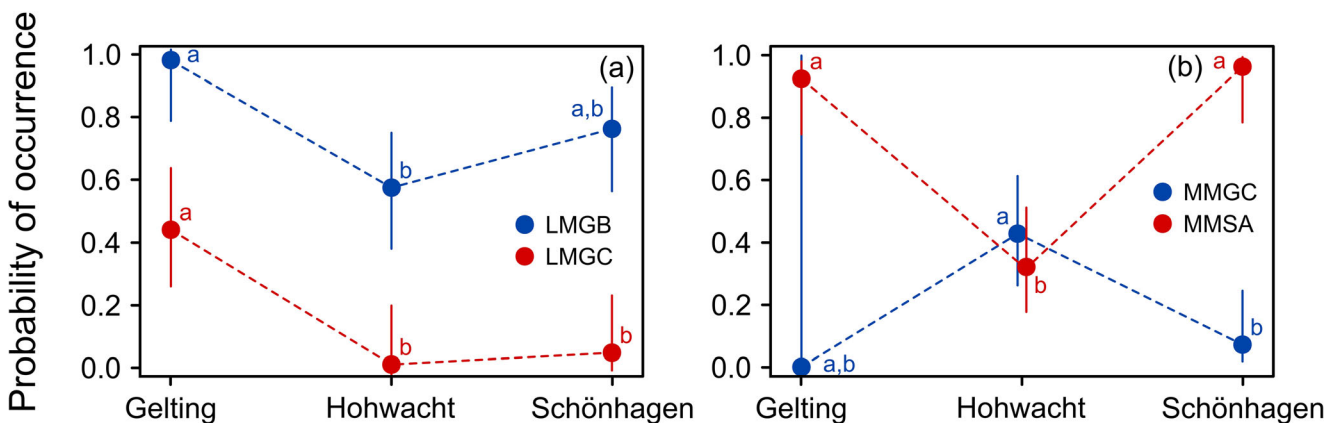 Probability of occurrence
1.0
0.8
0.6
0.4
0.2
0.0
(a)
a
b
a,b
a
b
b
LMGB
LMGC
Gelting Hohwacht Schönhagen
1.0
0.8
0.6
0.4
0.2
0.0
(b)
a
a
a
b
a,b
b
MMGC
MMSA
Gelting Hohwacht Schönhagen